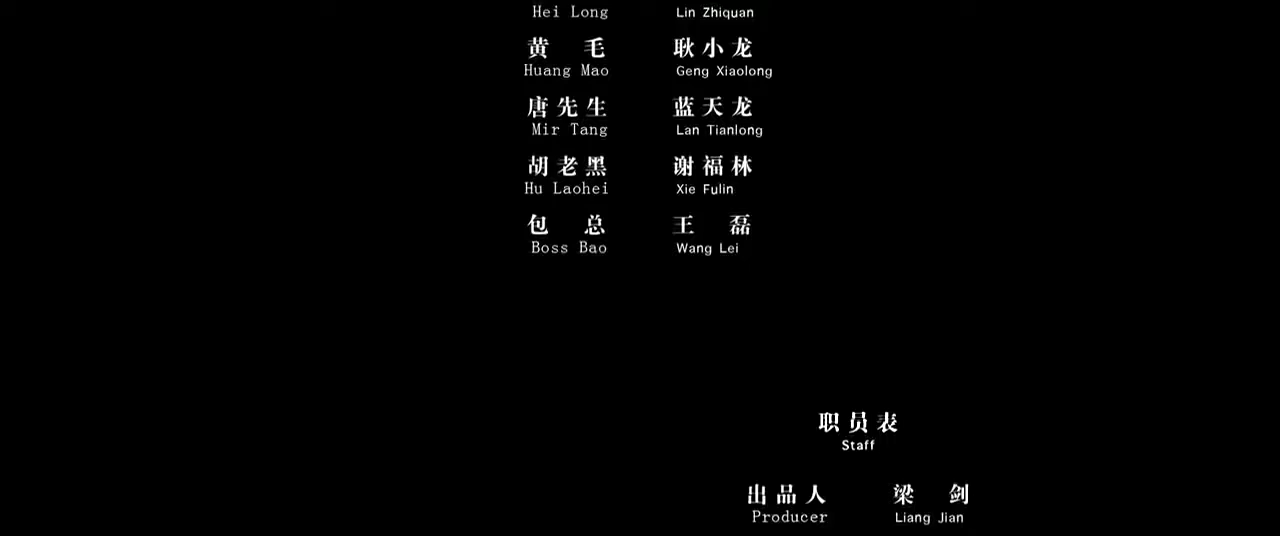 Hei Long Lin Zhiquan
黄 毛 耿小龙
Huang Mao Geng Xiaolong
唐先生 蓝天龙
Mir Tang Lan Tianlong
胡老黑 谢福林
Hu Laohei Xie Fulin
包 总 王 磊
Boss Bao Wang Lei
职员表
Staff
出品人 梁 剑
Producer Liang Jian